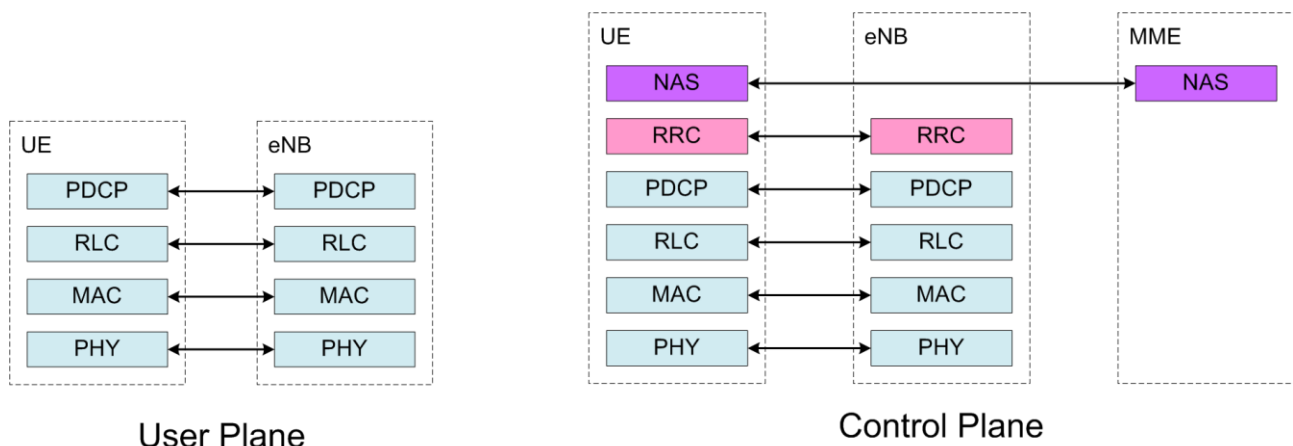 UE
eNB
PDCP
PDCP
RLC
RLC
MAC
MAC
PHY
PHY
User Plane
UE
eNB
MME
NAS
NAS
RRC
RRC
PDCP
PDCP
RLC
RLC
MAC
MAC
PHY
PHY
Control Plane